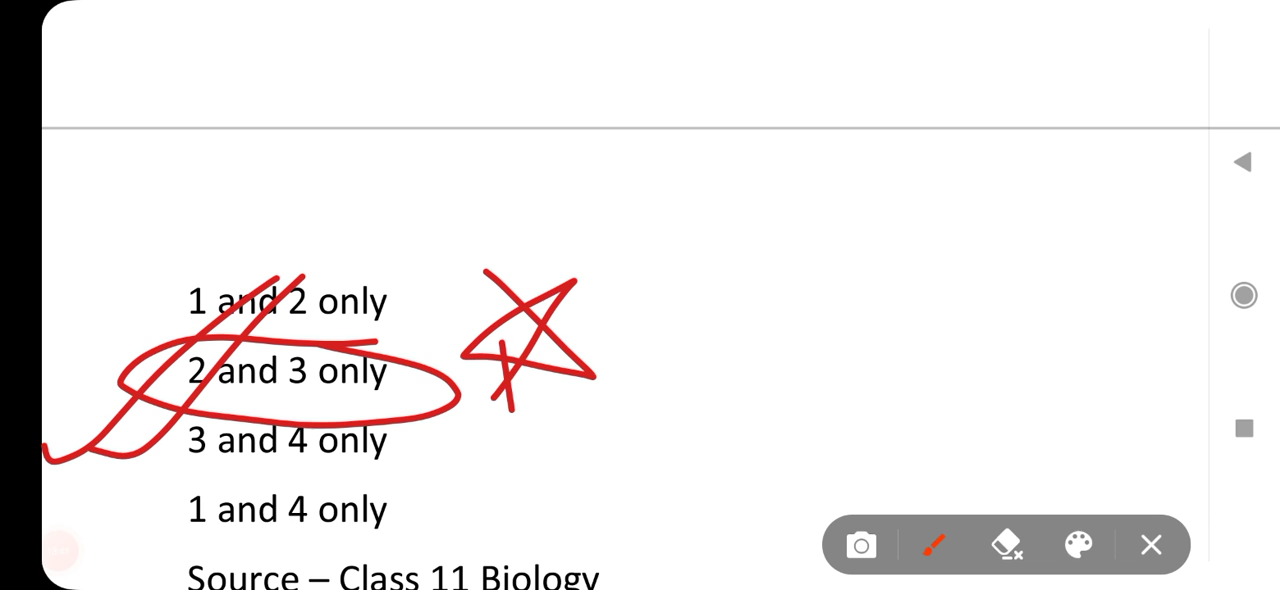 1 and 2 only
2 and 3 only
3 and 4 only
1 and 4 only
Source – Class 11 Biology